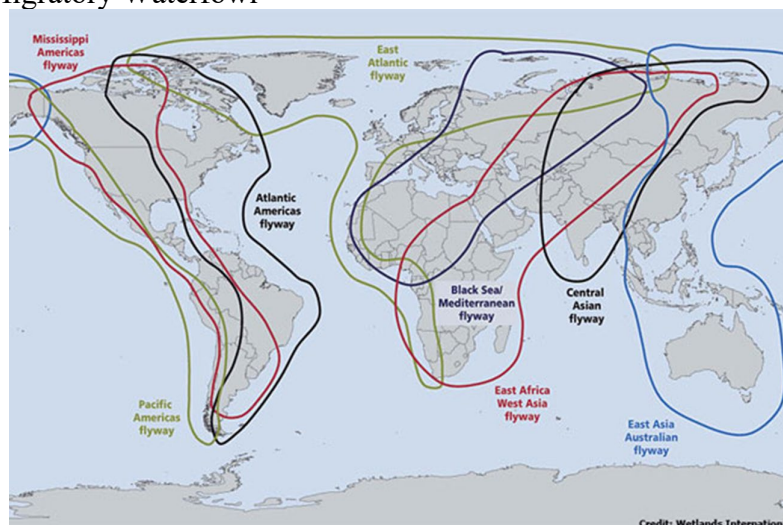 Mississippi
Americas
flyway
East
Atlantic
flyway
Atlantic
Americas
flyway
Black Sea/
Mediterranean
flyway
Central
Asian
flyway
Pacific
Americas
flyway
East Africa
West Asia
flyway
East Asia
Australian
flyway
Credit: Wetlands